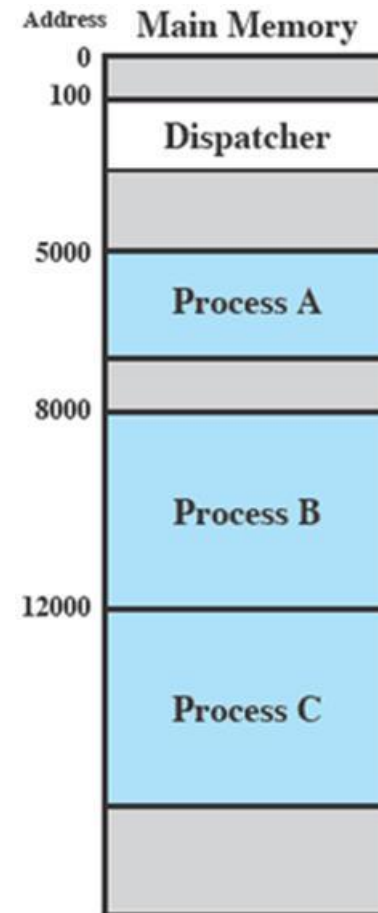 Address Main Memory
0
100
Dispatcher
5000
Process A
8000
Process B
12000
Process C